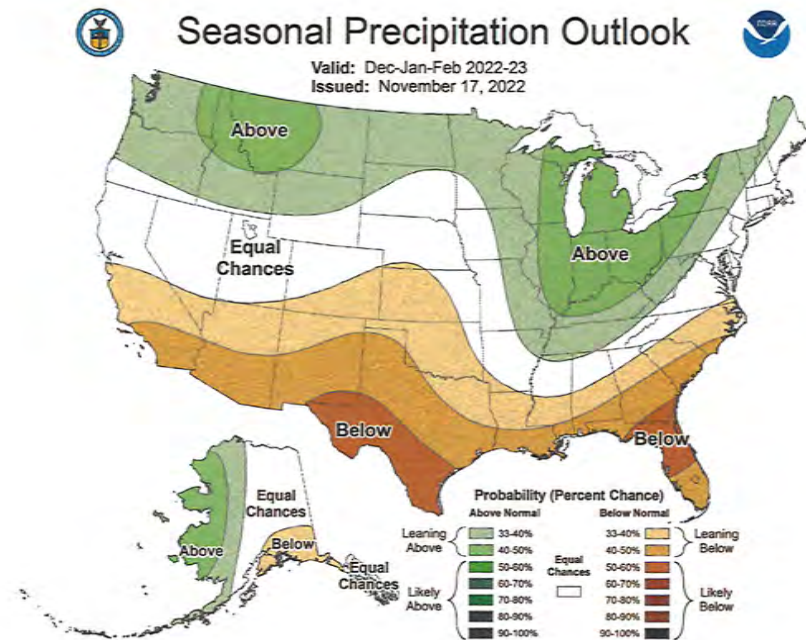 Seasonal Precipitation Outlook
Valid: Dec-Jan-Feb 2022-23
Issued: November 17, 2022
Above
Equal
Chances
Above
Below
Below
Above
Equal
Chances
Below
Equal
Chances
Probability (Percent Chance)
Above Normal
Below Normal
Leaning
Above
33-40%
40-50%
Likely
Above
50-60%
60-70%
70-80%
80-90%
90-100%
Equal
Chances
33-40%
40-50%
Leaning
Below
50-60%
60-70%
70-80%
80-90%
90-100%
Likely
Below